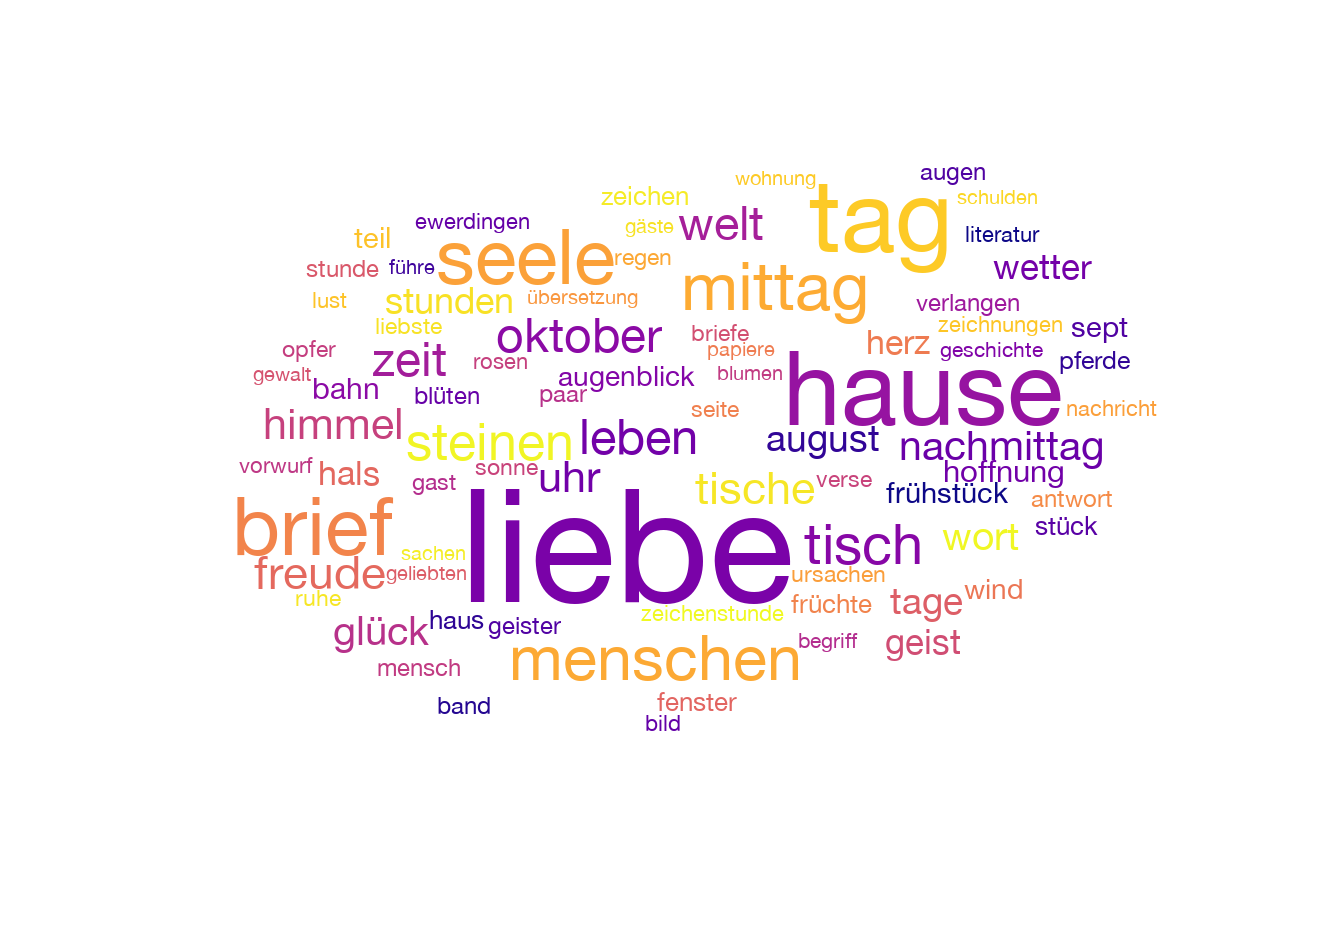 augen
wohnung
zeichen
schulden
tag
ewerdingen
gäste
welt
literatur
teil
seele
regen
wetter
stunde
führe
mittag
lust
stunden
übersetzung
verlangen
liebste
oktober
briefe
zeichnungen
sept
opfer
zeit
rosen
papiere
herz
geschichte
pferde
gewalt
bahn
blüten
augenblick
paar
blumen
hause
nachricht
seite
himmel
steinen
leben
august
nachmittag
vorwurf
hals
gast
sonne
uhr
tische
verse
hoffnung
frühstück
antwort
brief
liebe
tisch
wort
stück
sachen
freude
geliebten
ursachen
ruhe
früchte
tage
wind
glück
haus
geister
zeichenstunde
begriff
geist
mensch
menschen
band
fenster
bild